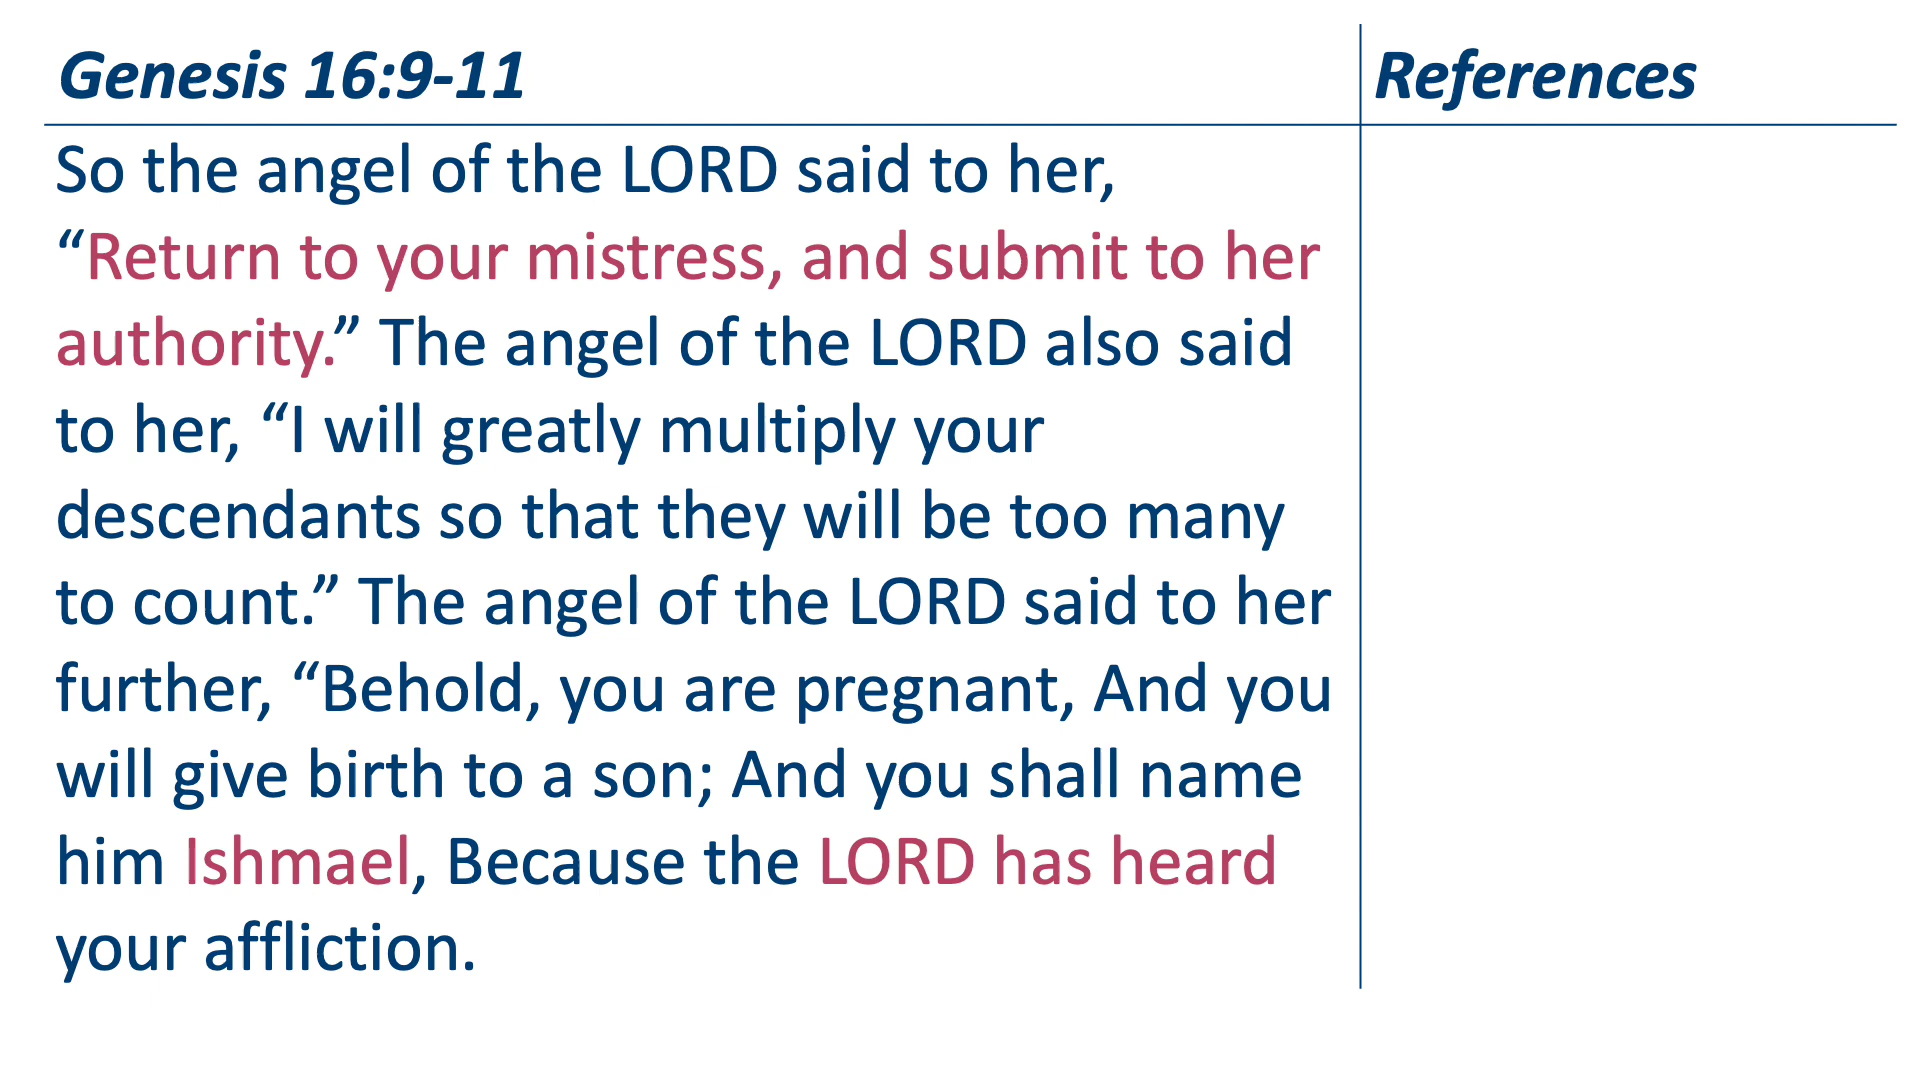 Genesis 16:9-11
References
So the angel of the LORD said to her,
“Return to your mistress, and submit to her
authority.” The angel of the LORD also said
to her, “I will greatly multiply your
descendants so that they will be too many
to count.” The angel of the LORD said to her
further, “Behold, you are pregnant, And you
will give birth to a son; And you shall name
him Ishmael, Because the LORD has heard
your affliction.